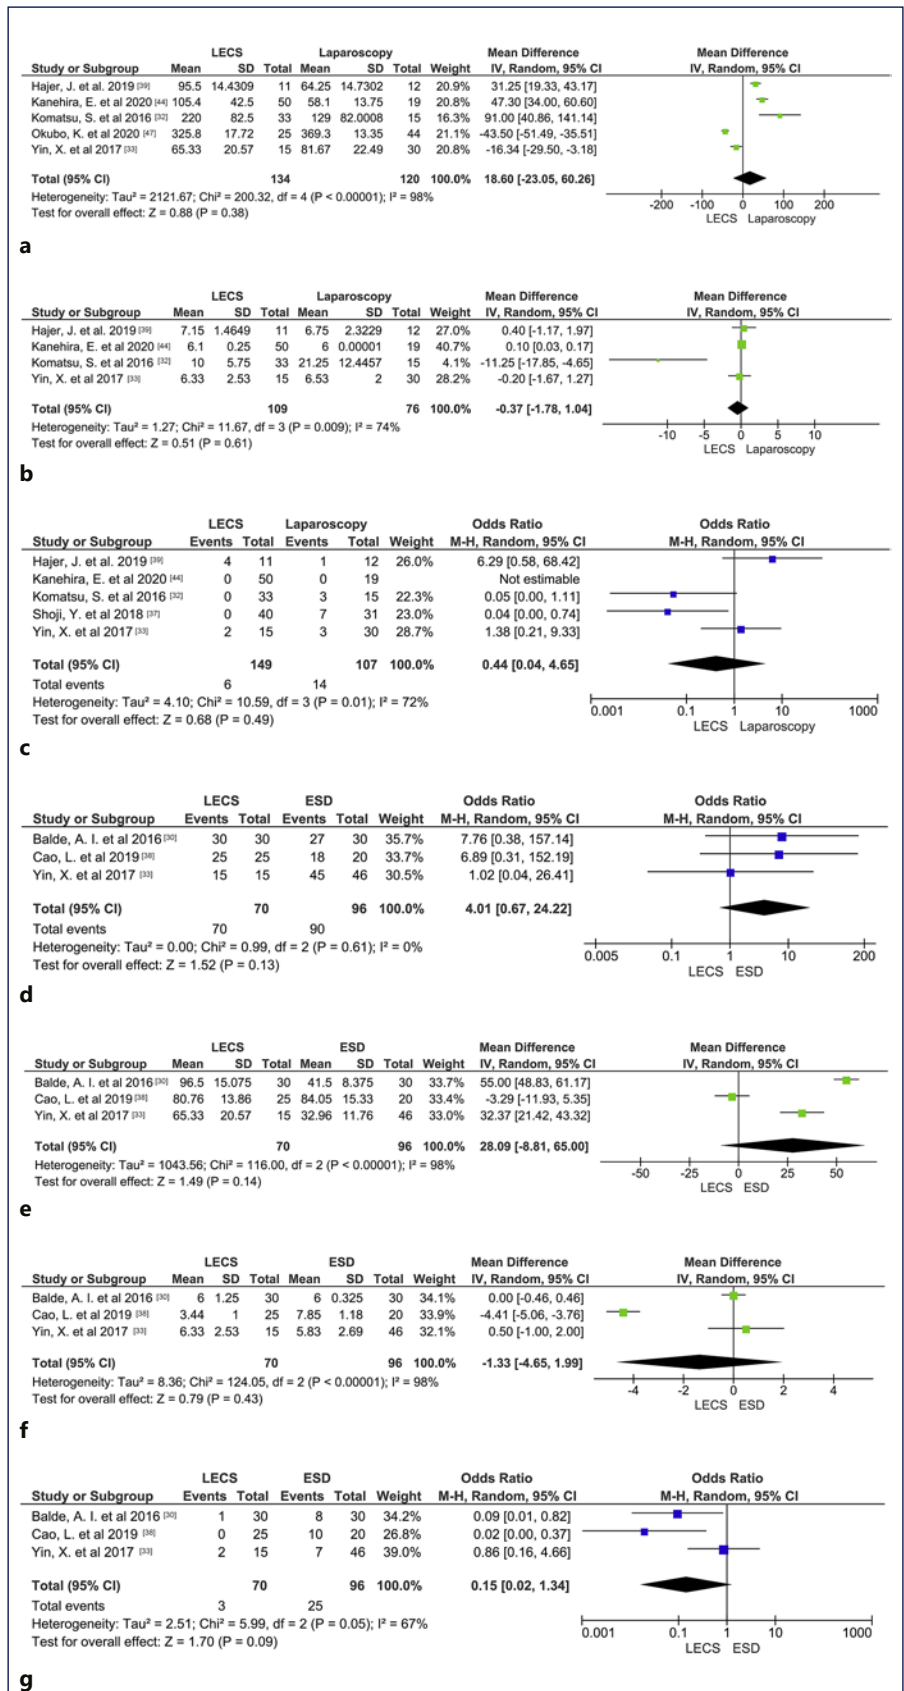 LECS Laparoscopy Mean Difference Mean Difference
Study or Subgroup Mean SD Total Mean SD Total Weight IV, Random, 95% CI IV, Random, 95% CI
Hajer, J. et al. 2019 [39] 95.5 14.4309 11 64.25 14.7302 12 20.9% 31.25 [19.33, 43.17]
Kanehira, E. et al 2020 [44] 105.4 42.5 50 58.1 13.75 19 20.8% 47.30 [34.00, 60.60]
Komatsu, S. et al 2016 [32] 220 82.5 33 129 82.0008 15 16.3% 91.00 [40.86, 141.14]
Okubo, K. et al 2020 [47] 325.8 17.72 25 369.3 13.35 44 21.1% -43.50 [-51.49, -35.51]
Yin, X. et al 2017 [33] 65.33 20.57 15 81.67 22.49 30 20.8% -16.34 [-29.50, -3.18]
Total (95% CI) 134 120 100.0% 18.60 [-23.05, 60.26]
Heterogeneity: Tau² = 2121.67; Chi² = 200.32, df = 4 (P < 0.00001); I² = 98%
Test for overall effect: Z = 0.88 (P = 0.38)
-200 -100 0 100 200
LECS Laparoscopy
a
LECS Laparoscopy Mean Difference Mean Difference
Study or Subgroup Mean SD Total Mean SD Total Weight IV, Random, 95% CI IV, Random, 95% CI
Hajer, J. et al. 2019 [39] 7.15 1.4649 11 6.75 2.3229 12 27.0% 0.40 [-1.17, 1.97]
Kanehira, E. et al 2020 [44] 6.1 0.25 50 6 0.00001 19 40.7% 0.10 [0.03, 0.17]
Komatsu, S. et al 2016 [32] 10 5.75 33 21.25 12.4457 15 4.1% -11.25 [-17.85, -4.65]
Yin, X. et al 2017 [33] 6.33 2.53 15 6.53 2 30 28.2% -0.20 [-1.67, 1.27]
Total (95% CI) 109 76 100.0% -0.37 [-1.78, 1.04]
Heterogeneity: Tau² = 1.27; Chi² = 11.67, df = 3 (P = 0.009); I² = 74%
Test for overall effect: Z = 0.51 (P = 0.61)
-10 -5 0 5 10
LECS Laparoscopy
b
LECS Laparoscopy Odds Ratio Odds Ratio
Study or Subgroup Events Total Events Total Weight M-H, Random, 95% CI M-H, Random, 95% CI
Hajer, J. et al. 2019 [39] 4 11 1 12 26.0% 6.29 [0.58, 68.42]
Kanehira, E. et al 2020 [44] 0 50 0 19 Not estimable
Komatsu, S. et al 2016 [32] 0 33 3 15 22.3% 0.05 [0.00, 1.11]
Shoji, Y. et al 2018 [37] 0 40 7 31 23.0% 0.04 [0.00, 0.74]
Yin, X. et al 2017 [33] 2 15 3 30 28.7% 1.38 [0.21, 9.33]
Total (95% CI) 149 107 100.0% 0.44 [0.04, 4.65]
Total events 6 14
Heterogeneity: Tau² = 4.10; Chi² = 10.59, df = 3 (P = 0.01); I² = 72%
Test for overall effect: Z = 0.68 (P = 0.49)
0.001 0.1 1 10 1000
LECS Laparoscopy
c
LECS ESD Odds Ratio Odds Ratio
Study or Subgroup Events Total Events Total Weight M-H, Random, 95% CI M-H, Random, 95% CI
Balde, A. I. et al 2016 [30] 30 30 27 30 35.7% 7.76 [0.38, 157.14]
Cao, L. et al 2019 [38] 25 25 18 20 33.7% 6.89 [0.31, 152.19]
Yin, X. et al 2017 [33] 15 15 45 46 30.5% 1.02 [0.04, 26.41]
Total (95% CI) 70 96 100.0% 4.01 [0.67, 24.22]
Total events 70 90
Heterogeneity: Tau² = 0.00; Chi² = 0.99, df = 2 (P = 0.61); I² = 0%
Test for overall effect: Z = 1.52 (P = 0.13)
0.005 0.1 1 10 200
LECS ESD
d
LECS ESD Mean Difference Mean Difference
Study or Subgroup Mean SD Total Mean SD Total Weight IV, Random, 95% CI IV, Random, 95% CI
Balde, A. I. et al 2016 [30] 96.5 15.075 30 41.5 8.375 30 33.7% 55.00 [48.83, 61.17]
Cao, L. et al 2019 [38] 80.76 13.86 25 84.05 15.33 20 33.4% -3.29 [-11.93, 5.35]
Yin, X. et al 2017 [33] 65.33 20.57 15 32.96 11.76 46 33.0% 32.37 [21.42, 43.32]
Total (95% CI) 70 96 100.0% 28.09 [-8.81, 65.00]
Heterogeneity: Tau² = 1043.56; Chi² = 116.00, df = 2 (P < 0.00001); I² = 98%
Test for overall effect: Z = 1.49 (P = 0.14)
-50 -25 0 25 50
LECS ESD
e
LECS ESD Mean Difference Mean Difference
Study or Subgroup Mean SD Total Mean SD Total Weight IV, Random, 95% CI IV, Random, 95% CI
Balde, A. I. et al 2016 [30] 6 1.25 30 6 0.325 30 34.1% 0.00 [-0.46, 0.46]
Cao, L. et al 2019 [38] 3.44 1 25 7.85 1.18 20 33.9% -4.41 [-5.06, -3.76]
Yin, X. et al 2017 [33] 6.33 2.53 15 5.83 2.69 46 32.1% 0.50 [-1.00, 2.00]
Total (95% CI) 70 96 100.0% -1.33 [-4.65, 1.99]
Heterogeneity: Tau² = 8.36; Chi² = 124.05, df = 2 (P < 0.00001); I² = 98%
Test for overall effect: Z = 0.79 (P = 0.43)
-4 -2 0 2 4
LECS ESD
f
LECS ESD Odds Ratio Odds Ratio
Study or Subgroup Events Total Events Total Weight M-H, Random, 95% CI M-H, Random, 95% CI
Balde, A. I. et al 2016 [30] 1 30 8 30 34.2% 0.09 [0.01, 0.82]
Cao, L. et al 2019 [38] 0 25 10 20 26.8% 0.02 [0.00, 0.37]
Yin, X. et al 2017 [33] 2 15 7 46 39.0% 0.86 [0.16, 4.66]
Total (95% CI) 70 96 100.0% 0.15 [0.02, 1.34]
Total events 3 25
Heterogeneity: Tau² = 2.51; Chi² = 5.99, df = 2 (P = 0.05); I² = 67%
Test for overall effect: Z = 1.70 (P = 0.09)
0.001 0.1 1 10 1000
LECS ESD
g